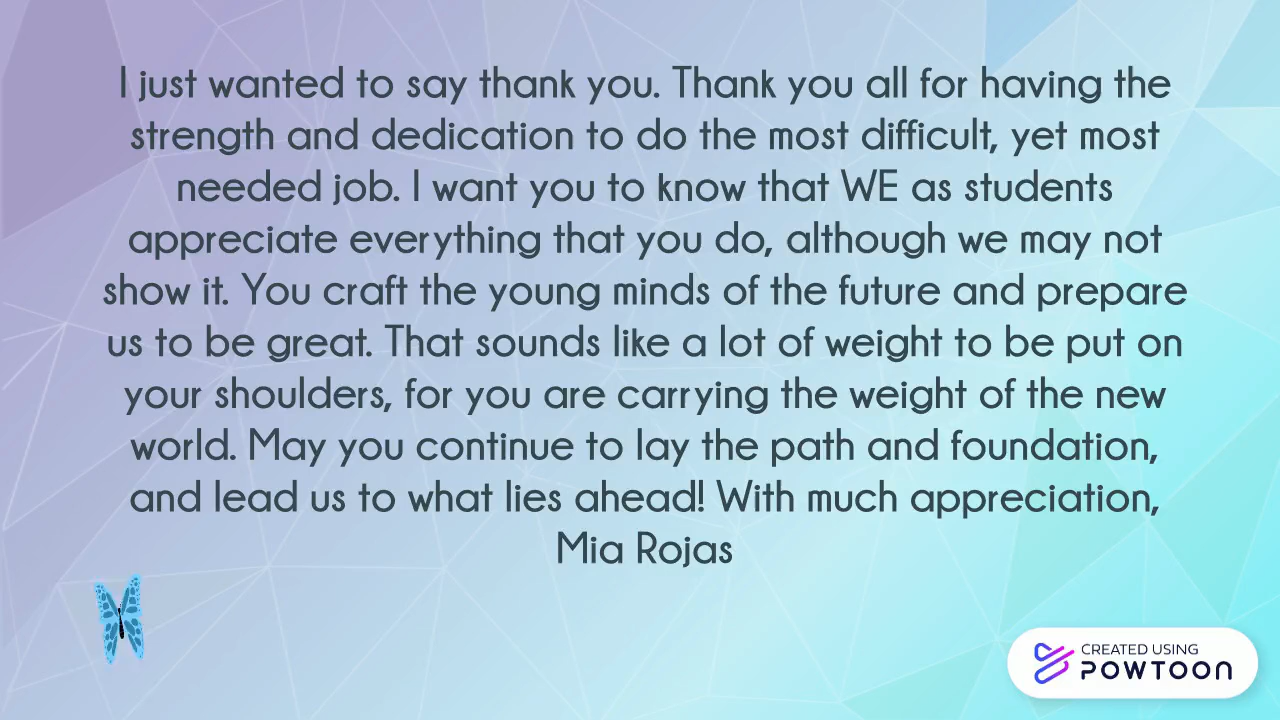 I just wanted to say thank you. Thank you all for having the
strength and dedication to do the most difficult, yet most
needed job. I want you to know that WE as students
appreciate everything that you do, although we may not
show it. You craft the young minds of the future and prepare
us to be great. That sounds like a lot of weight to be put on
your shoulders, for you are carrying the weight of the new
world. May you continue to lay the path and foundation,
and lead us to what lies ahead! With much appreciation,
Mia Rojas
CREATED USING
POWTOON